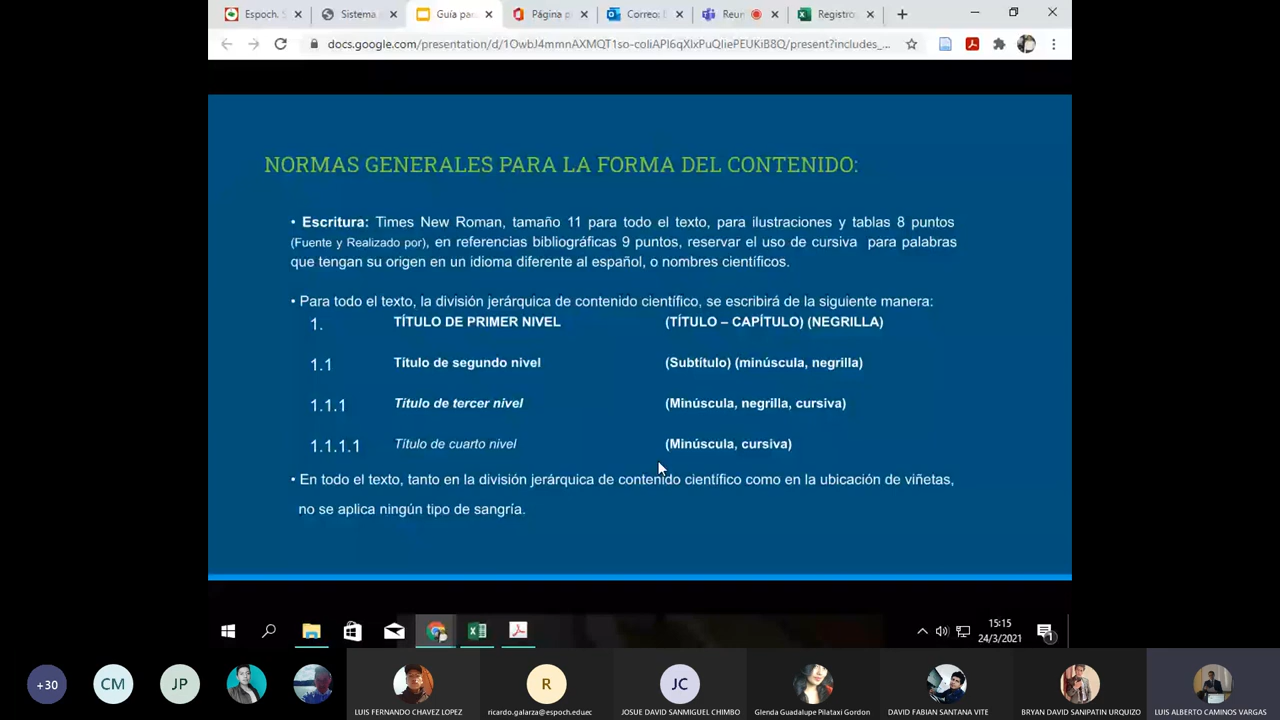 Espoch. S
Sistema
Guía par
Página p
Correo: b
Reun
Registro
docs.google.com/presentation/d/1OwbJ4mmnAXMQT1so-coIiAPI6qXlxPuQIiePEUKiB8Q/present?includes_...
NORMAS GENERALES PARA LA FORMA DEL CONTENIDO:
• Escritura: Times New Roman, tamaño 11 para todo el texto, para ilustraciones y tablas 8 puntos
(Fuente y Realizado por), en referencias bibliográficas 9 puntos, reservar el uso de cursiva para palabras
que tengan su origen en un idioma diferente al español, o nombres científicos.
• Para todo el texto, la división jerárquica de contenido científico, se escribirá de la siguiente manera:
1. TÍTULO DE PRIMER NIVEL (TÍTULO – CAPÍTULO) (NEGRILLA)
1.1 Título de segundo nivel (Subtítulo) (minúscula, negrilla)
1.1.1 Título de tercer nivel (Minúscula, negrilla, cursiva)
1.1.1.1 Título de cuarto nivel (Minúscula, cursiva)
• En todo el texto, tanto en la división jerárquica de contenido científico como en la ubicación de viñetas,
no se aplica ningún tipo de sangría.
15:15
24/3/2021
1
+30
CM
JP
R
JC
LUIS FERNANDO CHAVEZ LOPEZ
ricardo.galarza@espoch.edu.ec
JOSUE DAVID SANMIGUEL CHIMBO
Glenda Guadalupe Pilataxi Gordon
DAVID FABIAN SANTANA VITE
BRYAN DAVID SANIPATIN URQUIZO
LUIS ALBERTO CAMINOS VARGAS